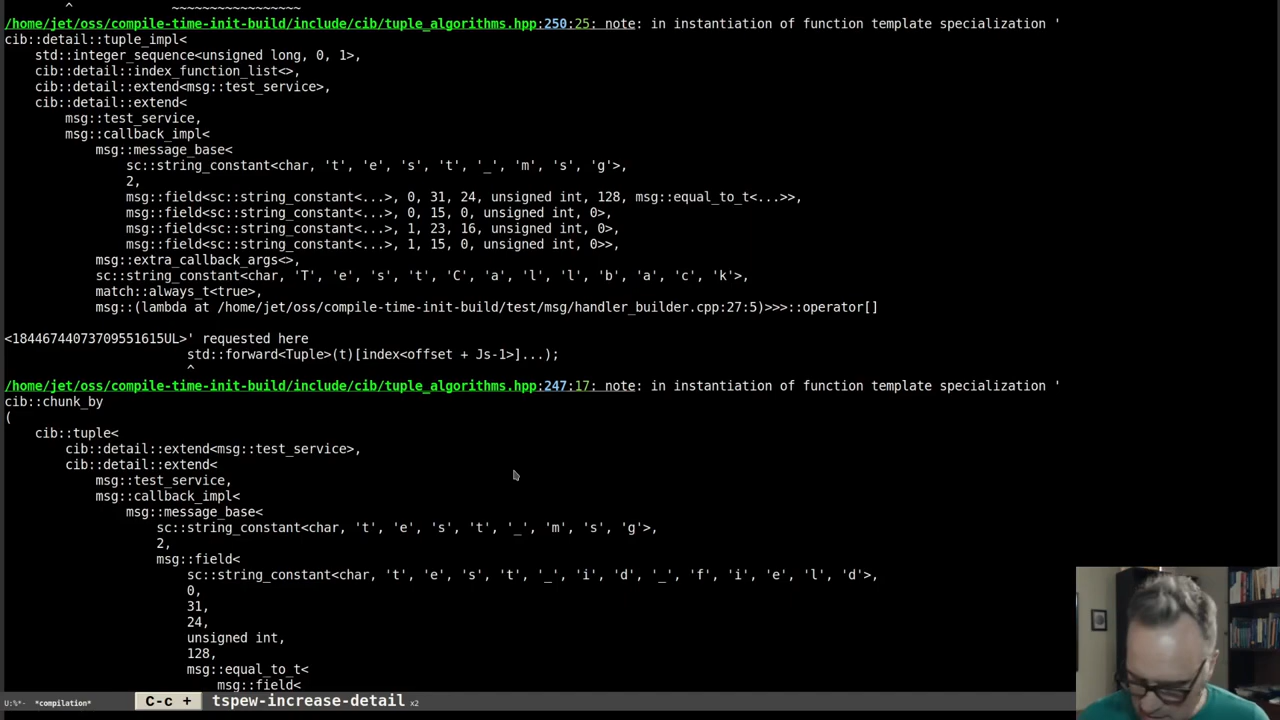 ^          ~~~~~~~~~~~~~~~~~
/home/jet/oss/compile-time-init-build/include/cib/tuple_algorithms.hpp:250:25: note: in instantiation of function template specialization '
cib::detail::tuple_impl<
std::integer_sequence<unsigned long, 0, 1>,
cib::detail::index_function_list<>,
cib::detail::extend<msg::test_service>,
cib::detail::extend<
msg::test_service,
msg::callback_impl<
msg::message_base<
sc::string_constant<char, 't', 'e', 's', 't', '_', 'm', 's', 'g'>,
2,
msg::field<sc::string_constant<...>, 0, 31, 24, unsigned int, 128, msg::equal_to_t<...>>,
msg::field<sc::string_constant<...>, 0, 15, 0, unsigned int, 0>,
msg::field<sc::string_constant<...>, 1, 23, 16, unsigned int, 0>,
msg::field<sc::string_constant<...>, 1, 15, 0, unsigned int, 0>>,
msg::extra_callback_args<>,
sc::string_constant<char, 'T', 'e', 's', 't', 'C', 'a', 'l', 'l', 'b', 'a', 'c', 'k'>,
match::always_t<true>,
msg::(lambda at /home/jet/oss/compile-time-init-build/test/msg/handler_builder.cpp:27:5)>>>::operator[]
<18446744073709551615UL>' requested here
std::forward<Tuple>(t)[index<offset + Js-1>]...);
^
/home/jet/oss/compile-time-init-build/include/cib/tuple_algorithms.hpp:247:17: note: in instantiation of function template specialization '
cib::chunk_by
(
cib::tuple<
cib::detail::extend<msg::test_service>,
cib::detail::extend<
msg::test_service,
msg::callback_impl<
msg::message_base<
sc::string_constant<char, 't', 'e', 's', 't', '_', 'm', 's', 'g'>,
2,
msg::field<
sc::string_constant<char, 't', 'e', 's', 't', '_', 'i', 'd', '_', 'f', 'i', 'e', 'l', 'd'>,
0,
31,
24,
unsigned int,
128,
msg::equal_to_t<
msg::field<
U:%*- *compilation* C-c + tspew-increase-detail x2